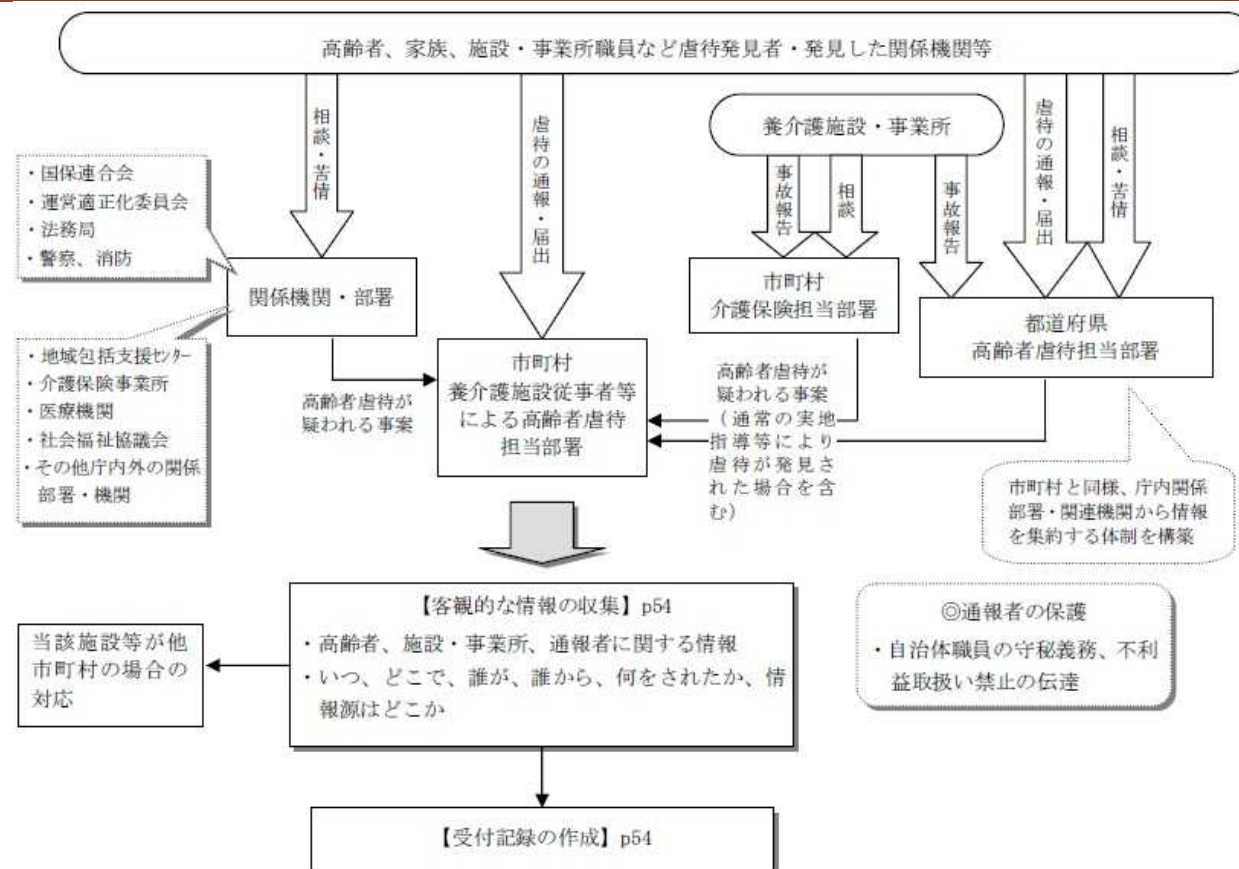 高齢者、家族、施設・事業所職員など虐待発見者・発見した関係機関等
相談・苦情
虐待の通報・届出
養介護施設・事業所
事故報告
相談
事故報告
虐待の通報・届出
相談・苦情
・国保連合会
・運営適正化委員会
・法務局
・警察、消防
関係機関・部署
・地域包括支援ｾﾝﾀｰ
・介護保険事業所
・医療機関
・社会福祉協議会
・その他庁内外の関係
部署・機関
高齢者虐待が
疑われる事案
市町村
養介護施設従事者等
による高齢者虐待
担当部署
市町村
介護保険担当部署
高齢者虐待が
疑われる事案
（通常の実地
指導等により
虐待が発見さ
れた場合を含
む）
都道府県
高齢者虐待担当部署
市町村と同様、庁内関係
部署・関連機関から情報
を集約する体制を構築
【客観的な情報の収集】p54
・高齢者、施設・事業所、通報者に関する情報
・いつ、どこで、誰が、誰から、何をされたか、情
報源はどこか
当該施設等が他
市町村の場合の
対応
◎通報者の保護
・自治体職員の守秘義務、不利
益取扱い禁止の伝達
【受付記録の作成】p54